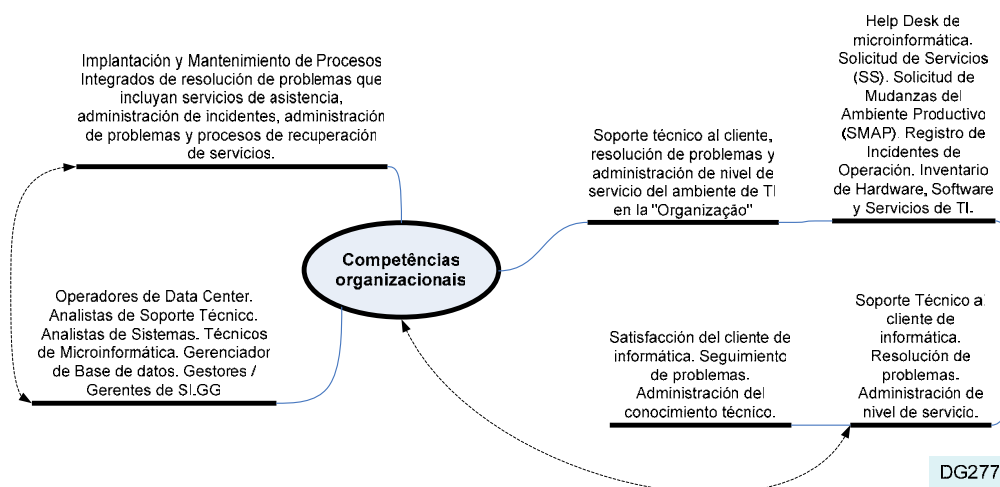 Implantación y Mantenimiento de Procesos
Integrados de resolución de problemas que
incluyan servicios de asistencia,
administración de incidentes, administración
de problemas y procesos de recuperación
de servicios.
Soporte técnico al cliente,
resolución de problemas y
administración de nivel de
servicio del ambiente de TI
en la "Organização"
Help Desk de
microinformática.
Solicitud de Servicios
(SS). Solicitud de
Mudanzas del
Ambiente Productivo
(SMAP). Registro de
Incidentes de
Operación. Inventario
de Hardware, Software
y Servicios de TI.
Competências
organizacionais
Operadores de Data Center.
Analistas de Soporte Técnico.
Analistas de Sistemas. Técnicos
de Microinformática. Gerenciador
de Base de datos. Gestores /
Gerentes de SI.GG
Satisfacción del cliente de
informática. Seguimiento
de problemas.
Administración del
conocimiento técnico.
Soporte Técnico al
cliente de
informática.
Resolución de
problemas.
Administración de
nivel de servicio.
DG277